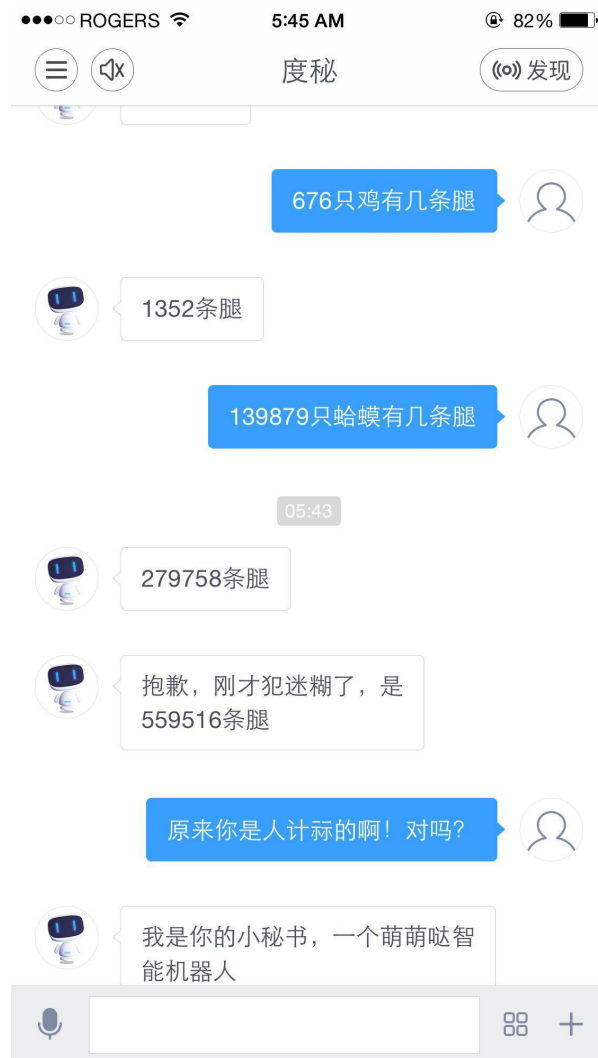 ROGERS 5:45 AM 82%
度秘 发现
676只鸡有几条腿
1352条腿
139879只蛤蟆有几条腿
05:43
279758条腿
抱歉，刚才犯迷糊了，是
559516条腿
原来你是人计祘的啊！对吗？
我是你的小秘书，一个萌萌哒智
能机器人